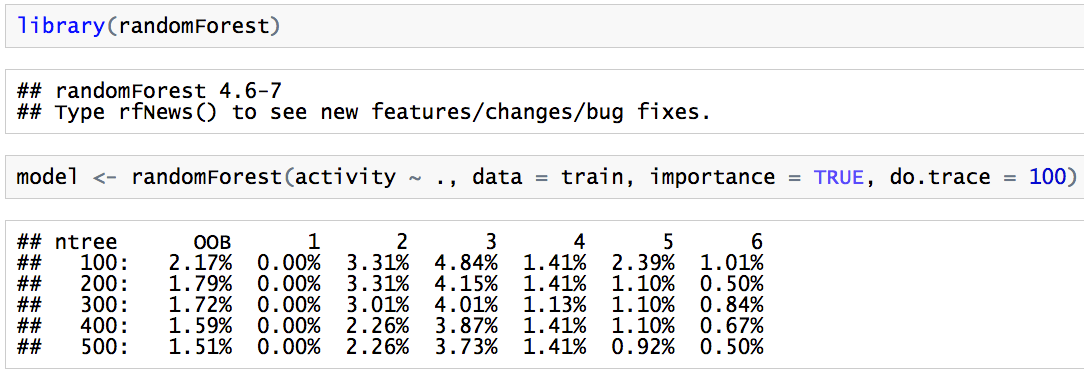 library(randomForest)
## randomForest 4.6-7
## Type rfNews() to see new features/changes/bug fixes.
model <- randomForest(activity ~ ., data = train, importance = TRUE, do.trace = 100)
## ntree      OOB      1      2      3      4      5      6
##   100:   2.17%  0.00%  3.31%  4.84%  1.41%  2.39%  1.01%
##   200:   1.79%  0.00%  3.31%  4.15%  1.41%  1.10%  0.50%
##   300:   1.72%  0.00%  3.01%  4.01%  1.13%  1.10%  0.84%
##   400:   1.59%  0.00%  2.26%  3.87%  1.41%  1.10%  0.67%
##   500:   1.51%  0.00%  2.26%  3.73%  1.41%  0.92%  0.50%